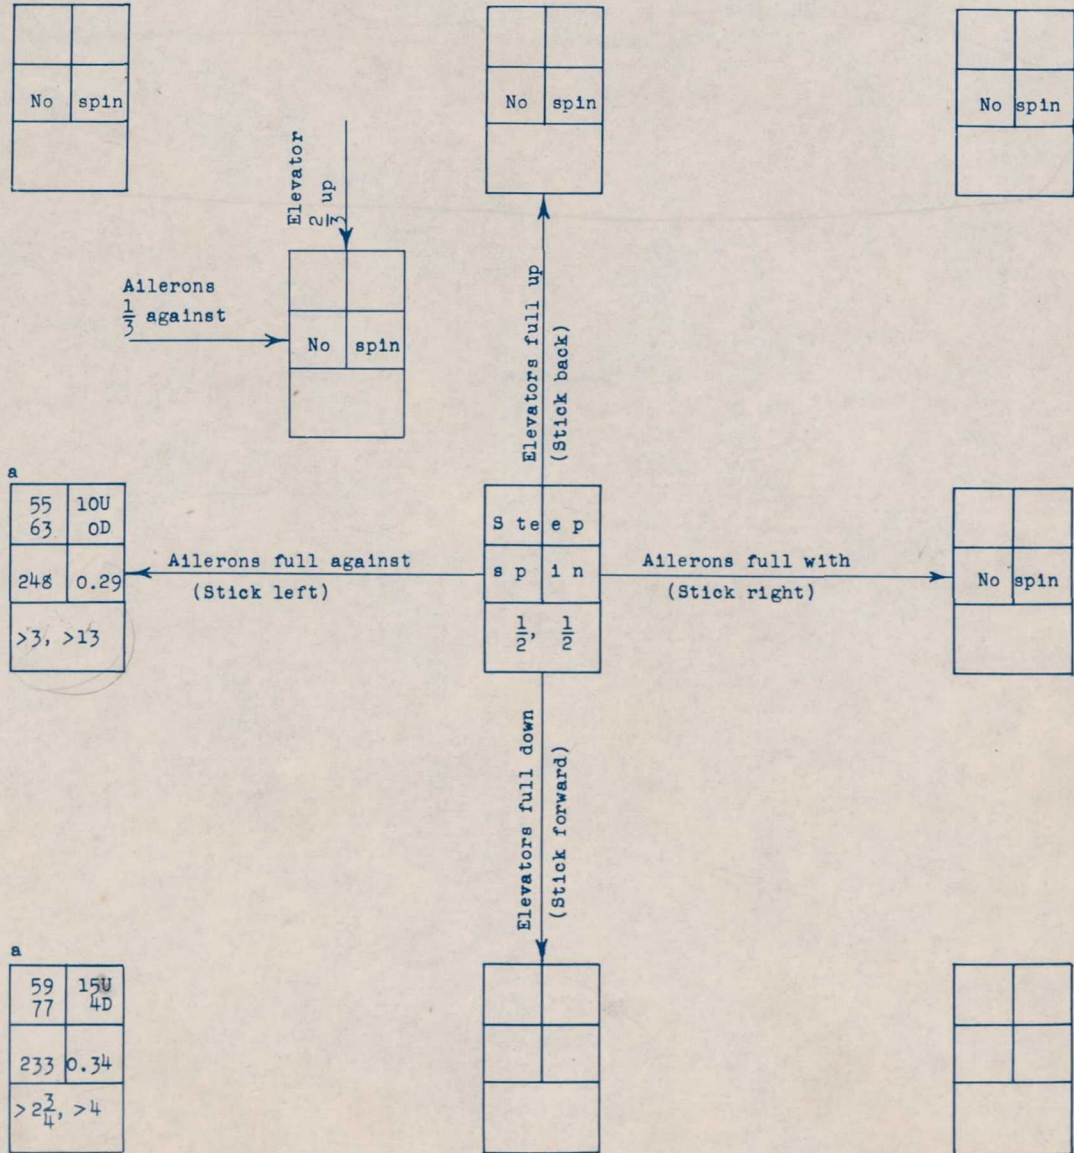 No spin
No spin
No spin
Elevator
2/3 up
Ailerons
1/3 against
No spin
Elevators full up
(Stick back)
a
55 10U
63 0D
248 0.29
>3, >13
Ailerons full against
(Stick left)
Steep
spin
1/2, 1/2
Ailerons full with
(Stick right)
No spin
Elevators full down
(Stick forward)
a
59 15U
77 4D
233 0.34
>2 3/4, >4